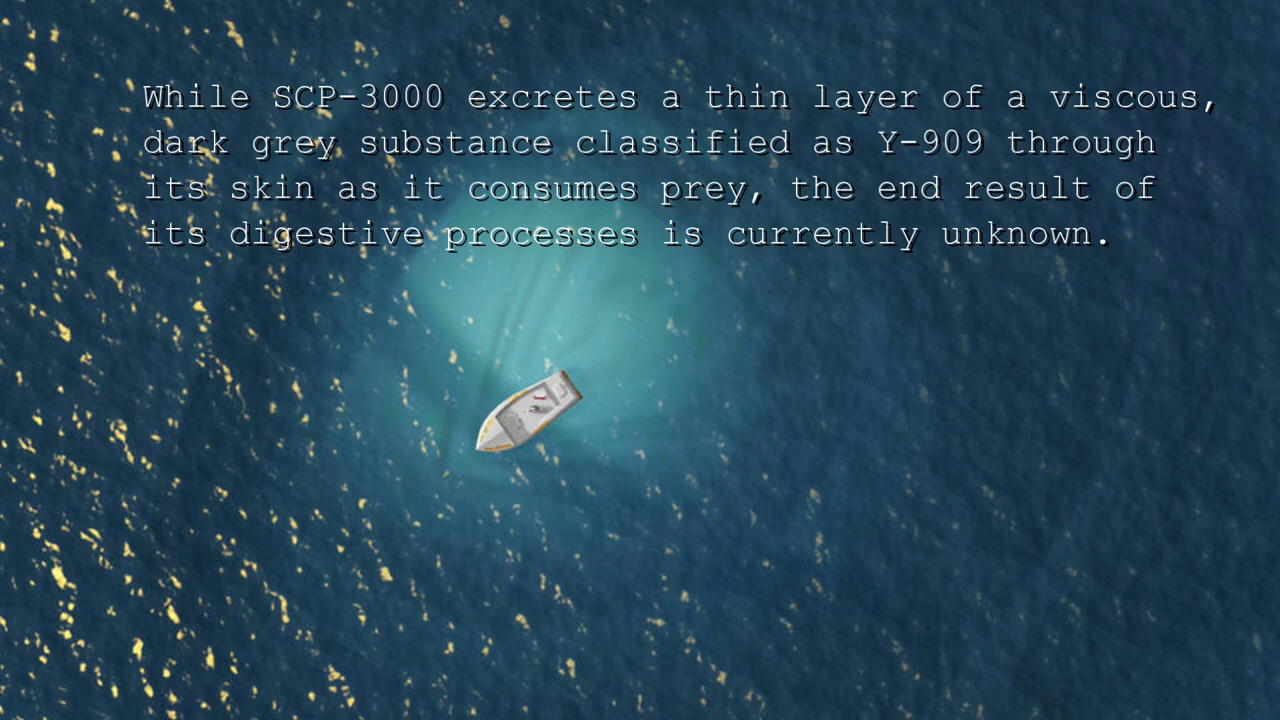 While SCP-3000 excretes a thin layer of a viscous,
dark grey substance classified as Y-909 through
its skin as it consumes prey, the end result of
its digestive processes is currently unknown.